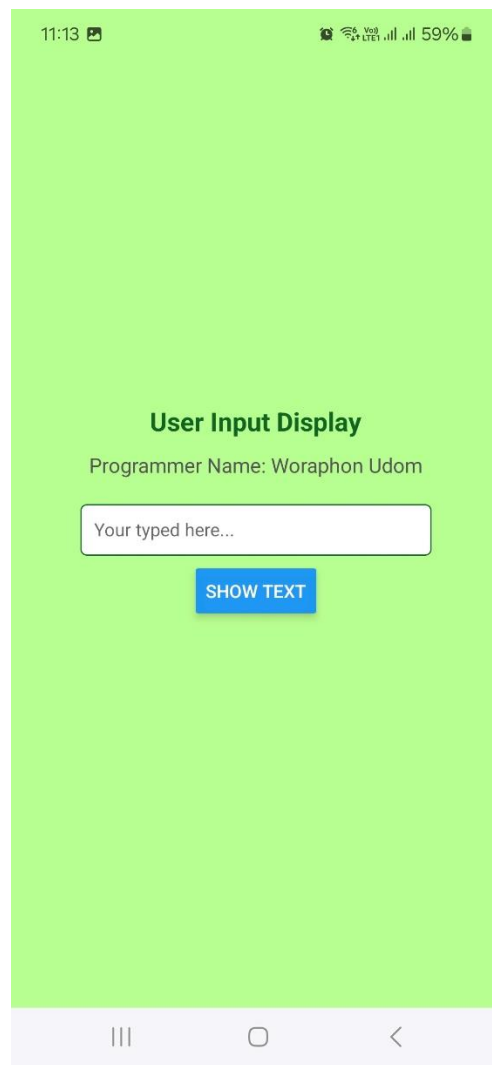 11:13 59%
User Input Display
Programmer Name: Woraphon Udom
Your typed here...
SHOW TEXT